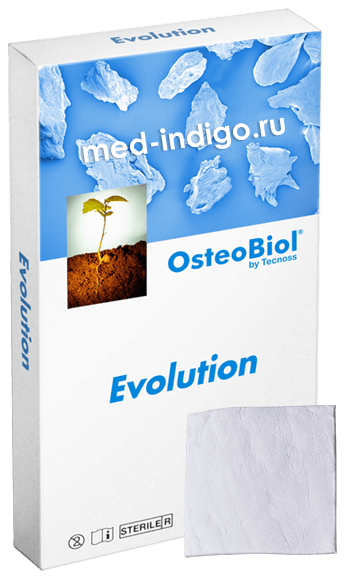 Evolution
med-indigo.ru
OsteoBiol®
by Tecnoss
Evolution
Evolution
i
STERILE R